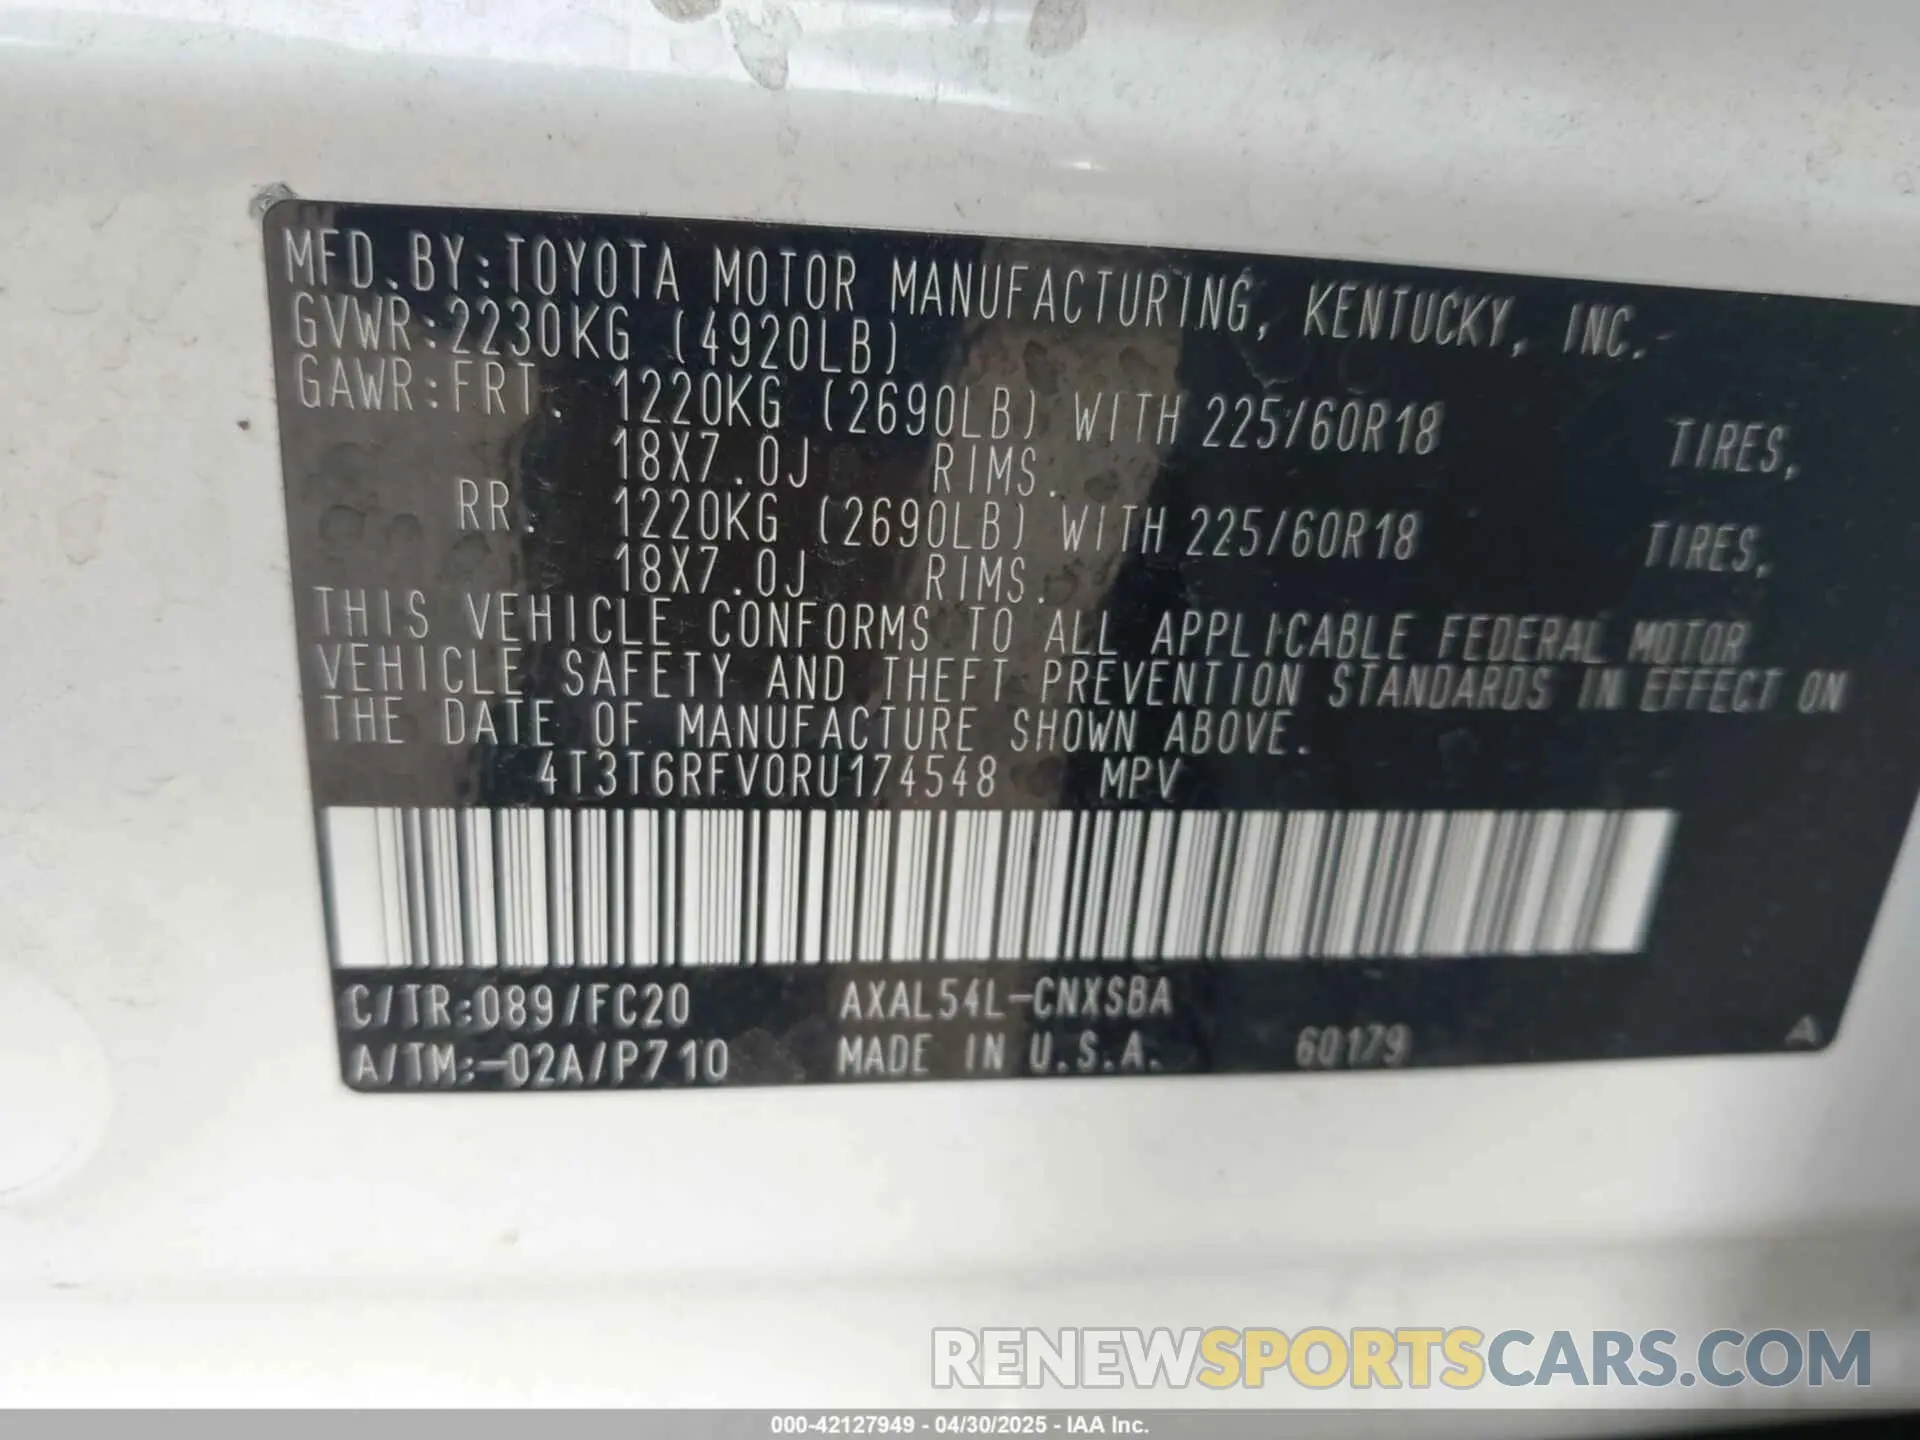 MFD.BY:TOYOTA MOTOR MANUFACTURING, KENTUCKY, INC.
GVWR:2230KG (4920LB)
GAWR:FRT. 1220KG (2690LB) WITH 225/60R18 TIRES,
18X7.0J RIMS.
RR. 1220KG (2690LB) WITH 225/60R18 TIRES,
18X7.0J RIMS.
THIS VEHICLE CONFORMS TO ALL APPLICABLE FEDERAL MOTOR
VEHICLE SAFETY AND THEFT PREVENTION STANDARDS IN EFFECT ON
THE DATE OF MANUFACTURE SHOWN ABOVE.
4T3T6RFV0RU174548 MPV
C/TR:089/FC20 AXAL54L-CNXSBA
A/TM:-02A/P710 MADE IN U.S.A. 60179 A
RENEWSPORTSCARS.COM
000-42127949 - 04/30/2025 - IAA Inc.